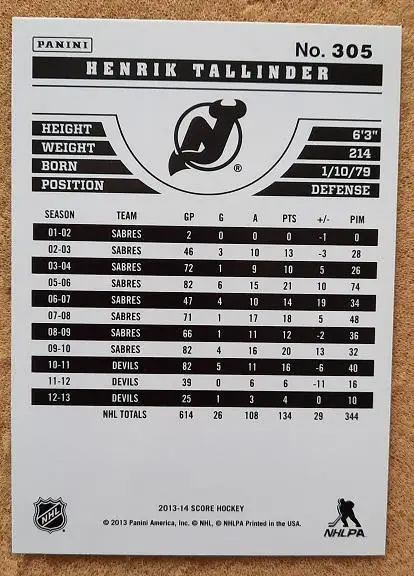 PANINI
No. 305
HENRIK TALLINDER
HEIGHT 6'3"
WEIGHT 214
BORN 1/10/79
POSITION DEFENSE
®
SEASON TEAM GP G A PTS +/- PIM
01-02 SABRES 2 0 0 0 -1 0
02-03 SABRES 46 3 10 13 -3 28
03-04 SABRES 72 1 9 10 5 26
05-06 SABRES 82 6 15 21 10 74
06-07 SABRES 47 4 10 14 19 34
07-08 SABRES 71 1 17 18 5 48
08-09 SABRES 66 1 11 12 -2 36
09-10 SABRES 82 4 16 20 13 32
10-11 DEVILS 82 5 11 16 -6 40
11-12 DEVILS 39 0 6 6 -11 16
12-13 DEVILS 25 1 3 4 0 10
NHL TOTALS 614 26 108 134 29 344
NHL
2013-14 SCORE HOCKEY
© 2013 Panini America, Inc. © NHL, © NHLPA Printed in the USA.
NHLPA